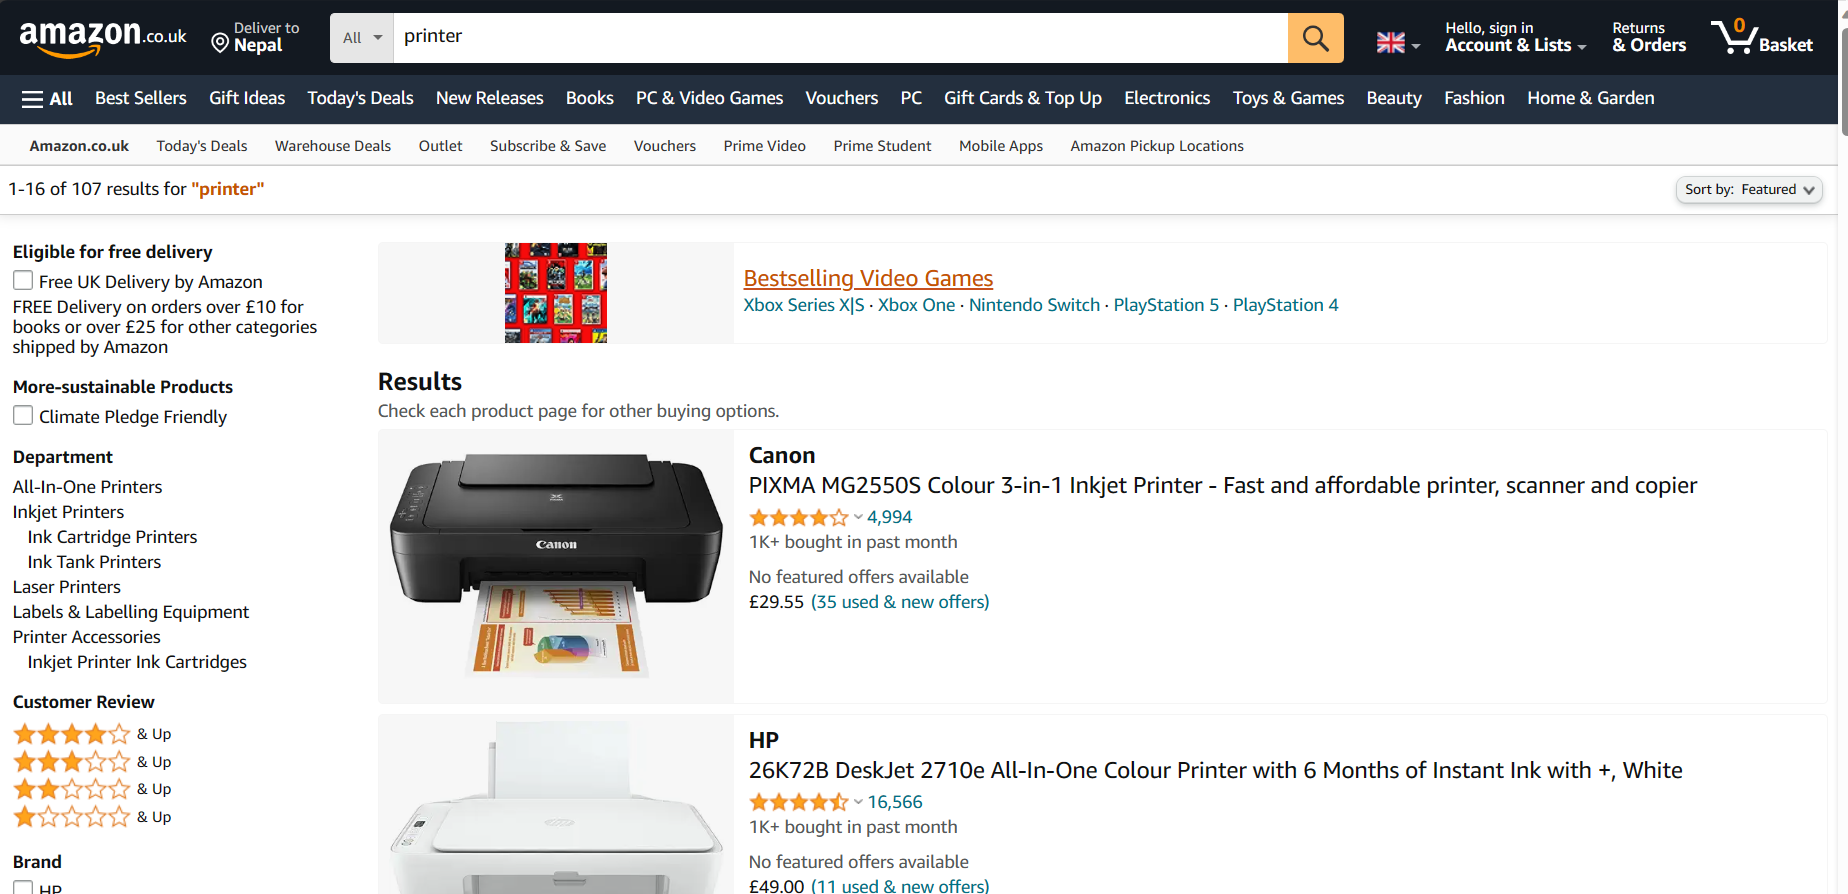 amazon.co.uk
Deliver to
Nepal
All
printer
Hello, sign in
Account & Lists
Returns
& Orders
0
Basket
All
Best Sellers
Gift Ideas
Today's Deals
New Releases
Books
PC & Video Games
Vouchers
PC
Gift Cards & Top Up
Electronics
Toys & Games
Beauty
Fashion
Home & Garden
Amazon.co.uk
Today's Deals
Warehouse Deals
Outlet
Subscribe & Save
Vouchers
Prime Video
Prime Student
Mobile Apps
Amazon Pickup Locations
1-16 of 107 results for "printer"
Sort by: Featured
Eligible for free delivery
Free UK Delivery by Amazon
FREE Delivery on orders over £10 for
books or over £25 for other categories
shipped by Amazon
More-sustainable Products
Climate Pledge Friendly
Department
All-In-One Printers
Inkjet Printers
Ink Cartridge Printers
Ink Tank Printers
Laser Printers
Labels & Labelling Equipment
Printer Accessories
Inkjet Printer Ink Cartridges
Customer Review
& Up
& Up
& Up
& Up
Brand
HP
Bestselling Video Games
Xbox Series X|S · Xbox One · Nintendo Switch · PlayStation 5 · PlayStation 4
Results
Check each product page for other buying options.
Canon
Canon
PIXMA MG2550S Colour 3-in-1 Inkjet Printer - Fast and affordable printer, scanner and copier
4,994
1K+ bought in past month
No featured offers available
£29.55 (35 used & new offers)
HP
26K72B DeskJet 2710e All-In-One Colour Printer with 6 Months of Instant Ink with +, White
16,566
1K+ bought in past month
No featured offers available
£49.00 (11 used & new offers)